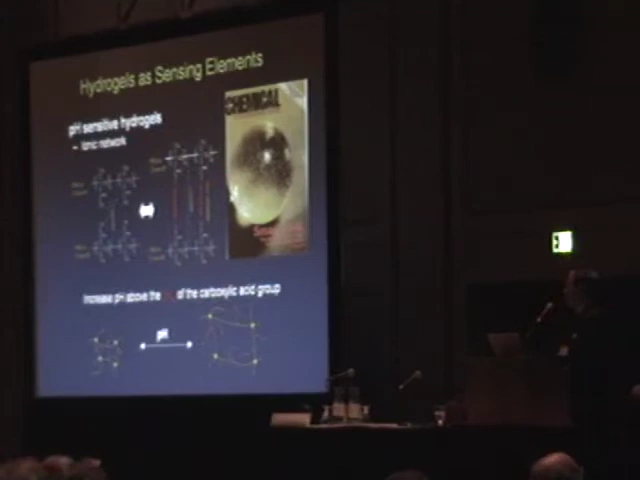 Hydrogels as Sensing Elements
pH sensitive hydrogels
– Ionic network
CHEMICAL
Increase pH above the of the carboxylic acid group
pH